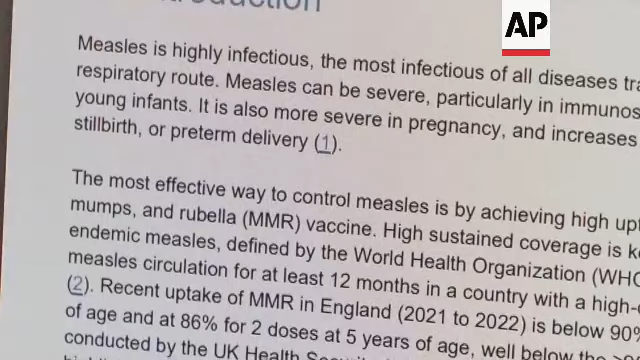 AP
Measles is highly infectious, the most infectious of all diseases
respiratory route. Measles can be severe, particularly in
young infants. It is also more severe in pregnancy, and increases
stillbirth, or preterm delivery (1).
The most effective way to control measles is by achieving high
mumps, and rubella (MMR) vaccine. High sustained coverage is
endemic measles, defined by the World Health Organization (WHO
measles circulation for at least 12 months in a country with a
(2). Recent uptake of MMR in England (2021 to 2022) is below 90%
of age and at 86% for 2 doses at 5 years of age, well below the
conducted by the UK Health